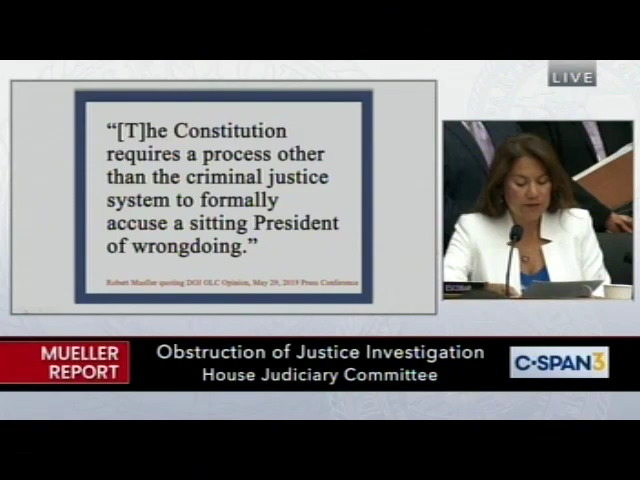 LIVE
“[T]he Constitution
requires a process other
than the criminal justice
system to formally
accuse a sitting President
of wrongdoing.”
Robert Mueller quoting DOJ OLC Opinion, May 29, 2019 Press Conference
ESCOBAR
MUELLER
REPORT
Obstruction of Justice Investigation
House Judiciary Committee
C-SPAN3